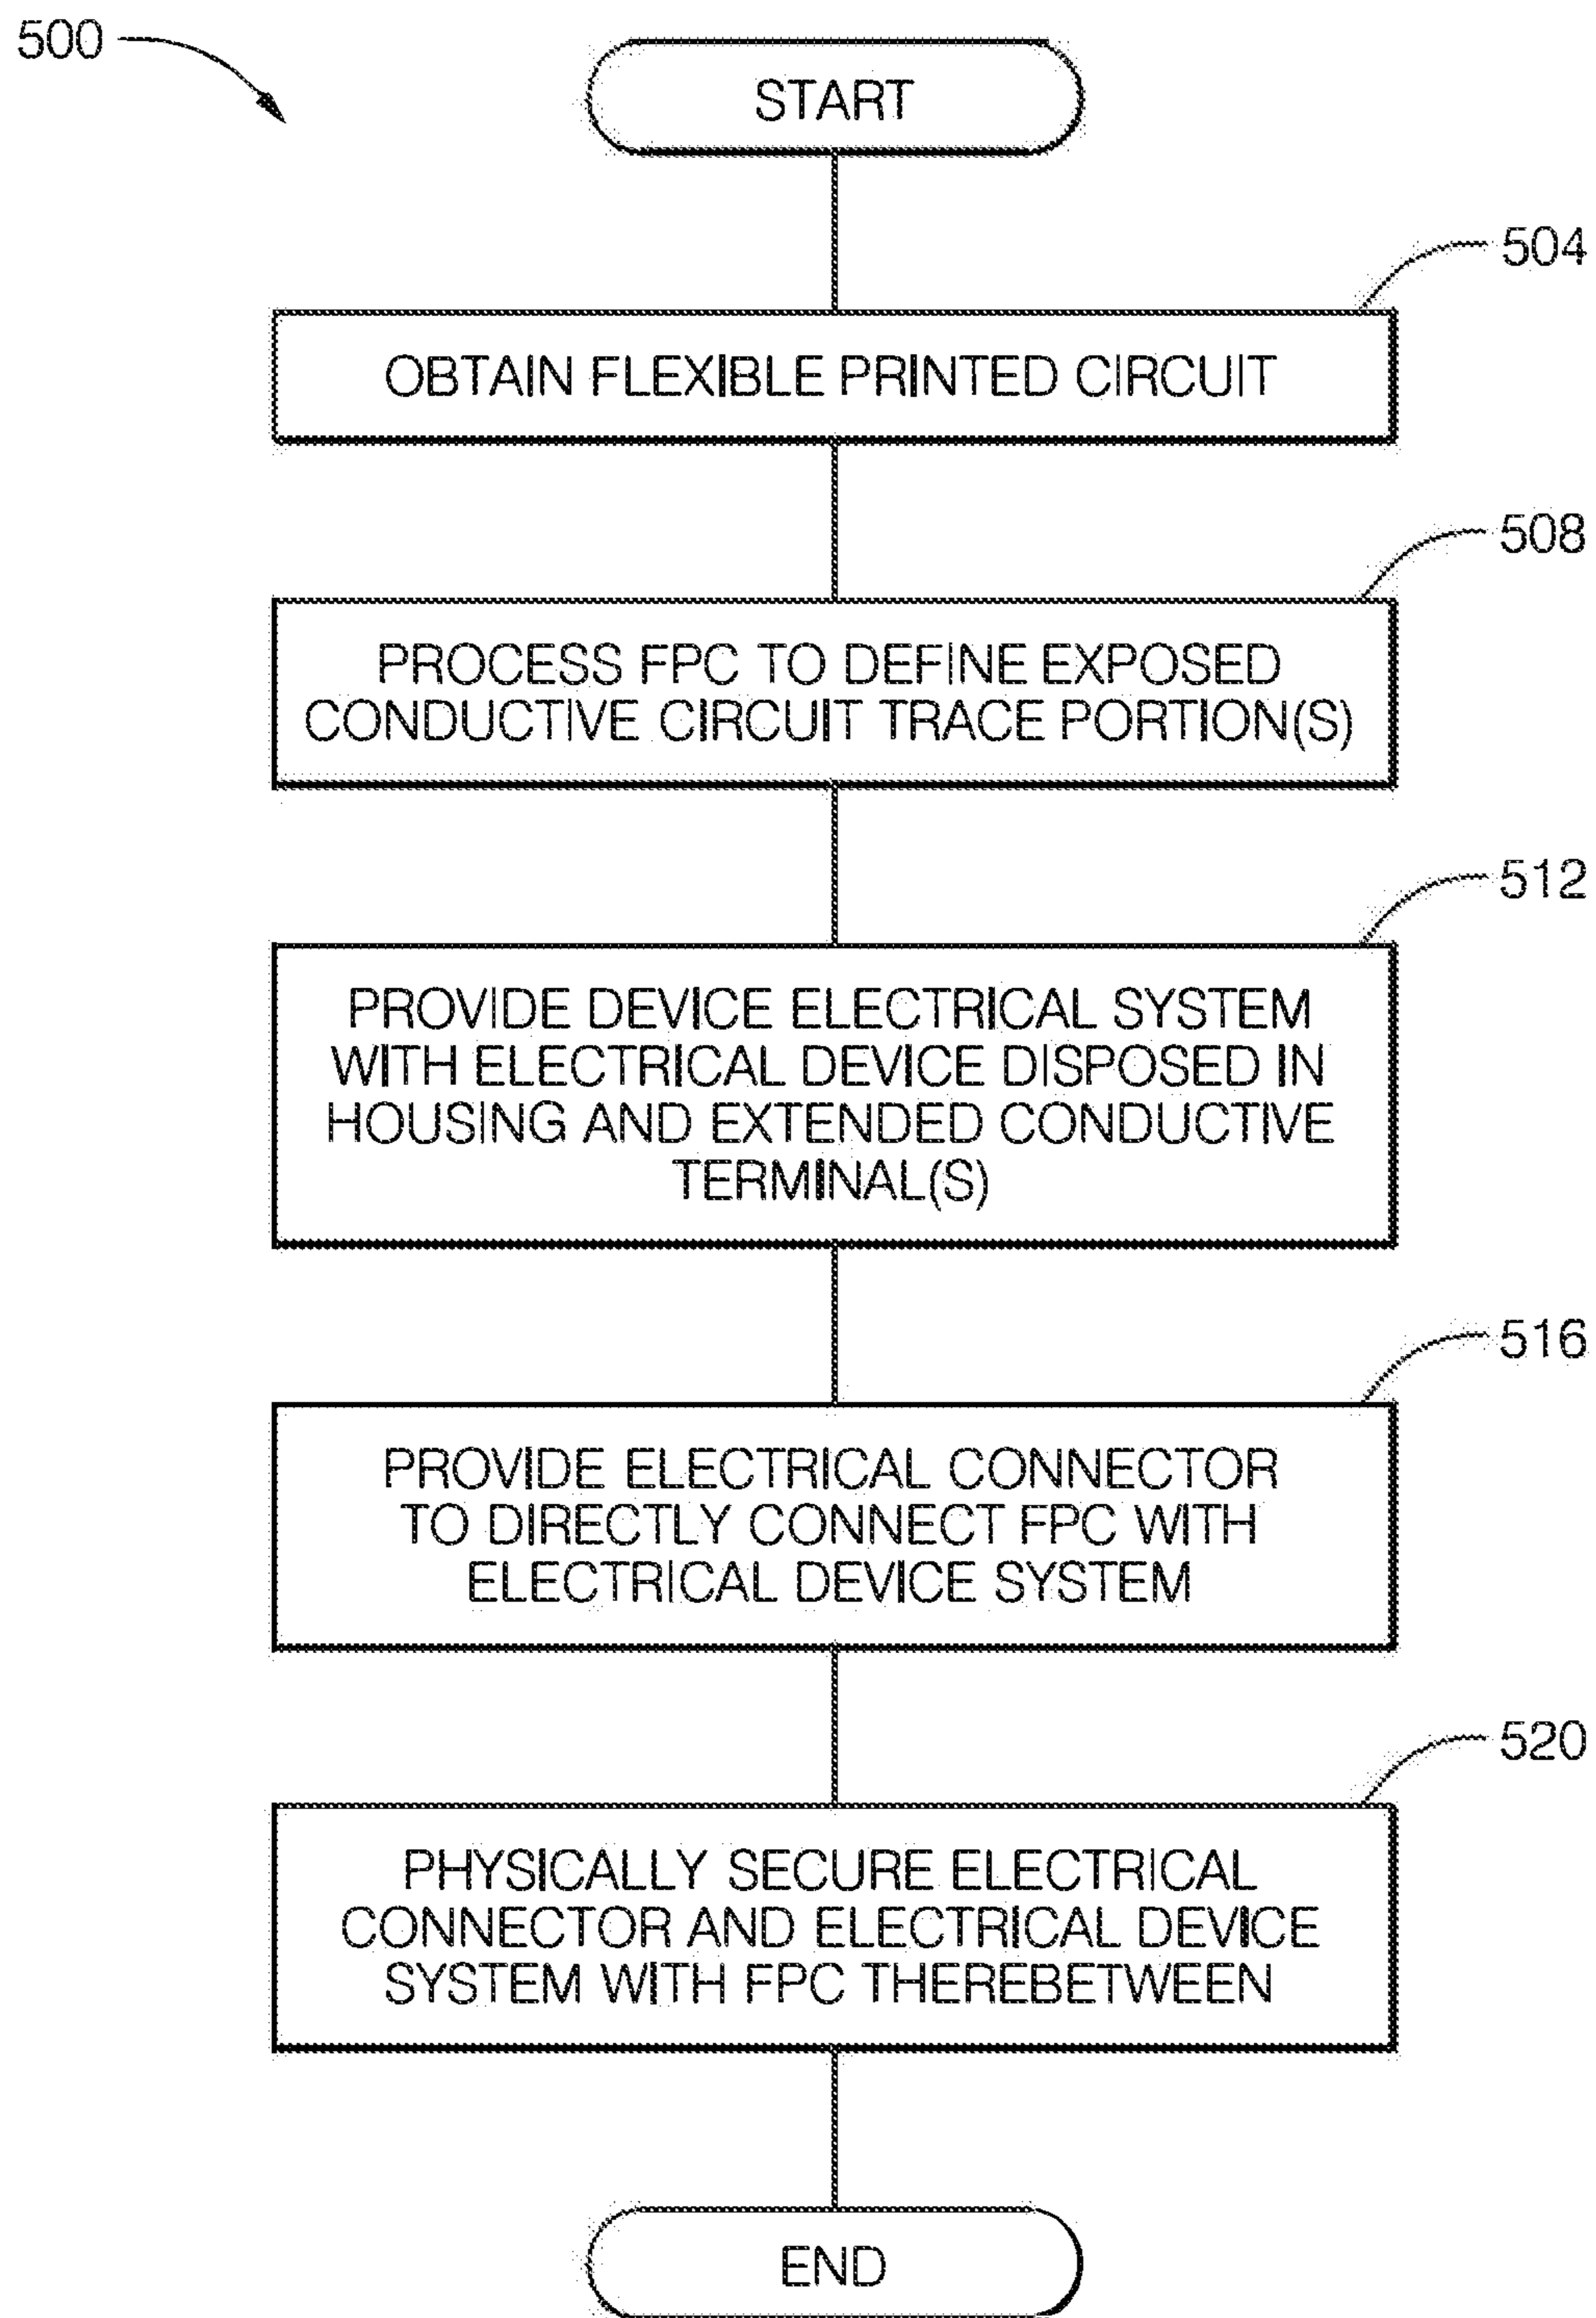 500
START
504
OBTAIN FLEXIBLE PRINTED CIRCUIT
508
PROCESS FPC TO DEFINE EXPOSED
CONDUCTIVE CIRCUIT TRACE PORTION(S)
512
PROVIDE DEVICE ELECTRICAL SYSTEM
WITH ELECTRICAL DEVICE DISPOSED IN
HOUSING AND EXTENDED CONDUCTIVE
TERMINAL(S)
516
PROVIDE ELECTRICAL CONNECTOR
TO DIRECTLY CONNECT FPC WITH
ELECTRICAL DEVICE SYSTEM
520
PHYSICALLY SECURE ELECTRICAL
CONNECTOR AND ELECTRICAL DEVICE
SYSTEM WITH FPC THEREBETWEEN
END